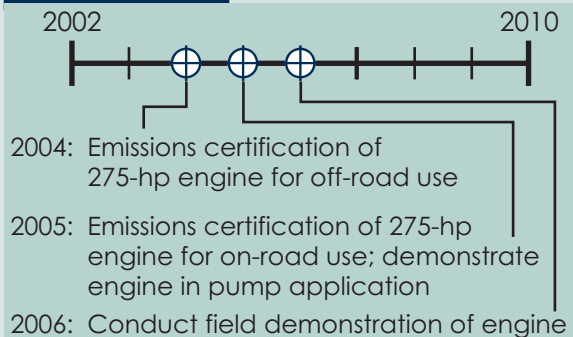 2002 2010
2004: Emissions certification of
275-hp engine for off-road use
2005: Emissions certification of 275-hp
engine for on-road use; demonstrate
engine in pump application
2006: Conduct field demonstration of engine